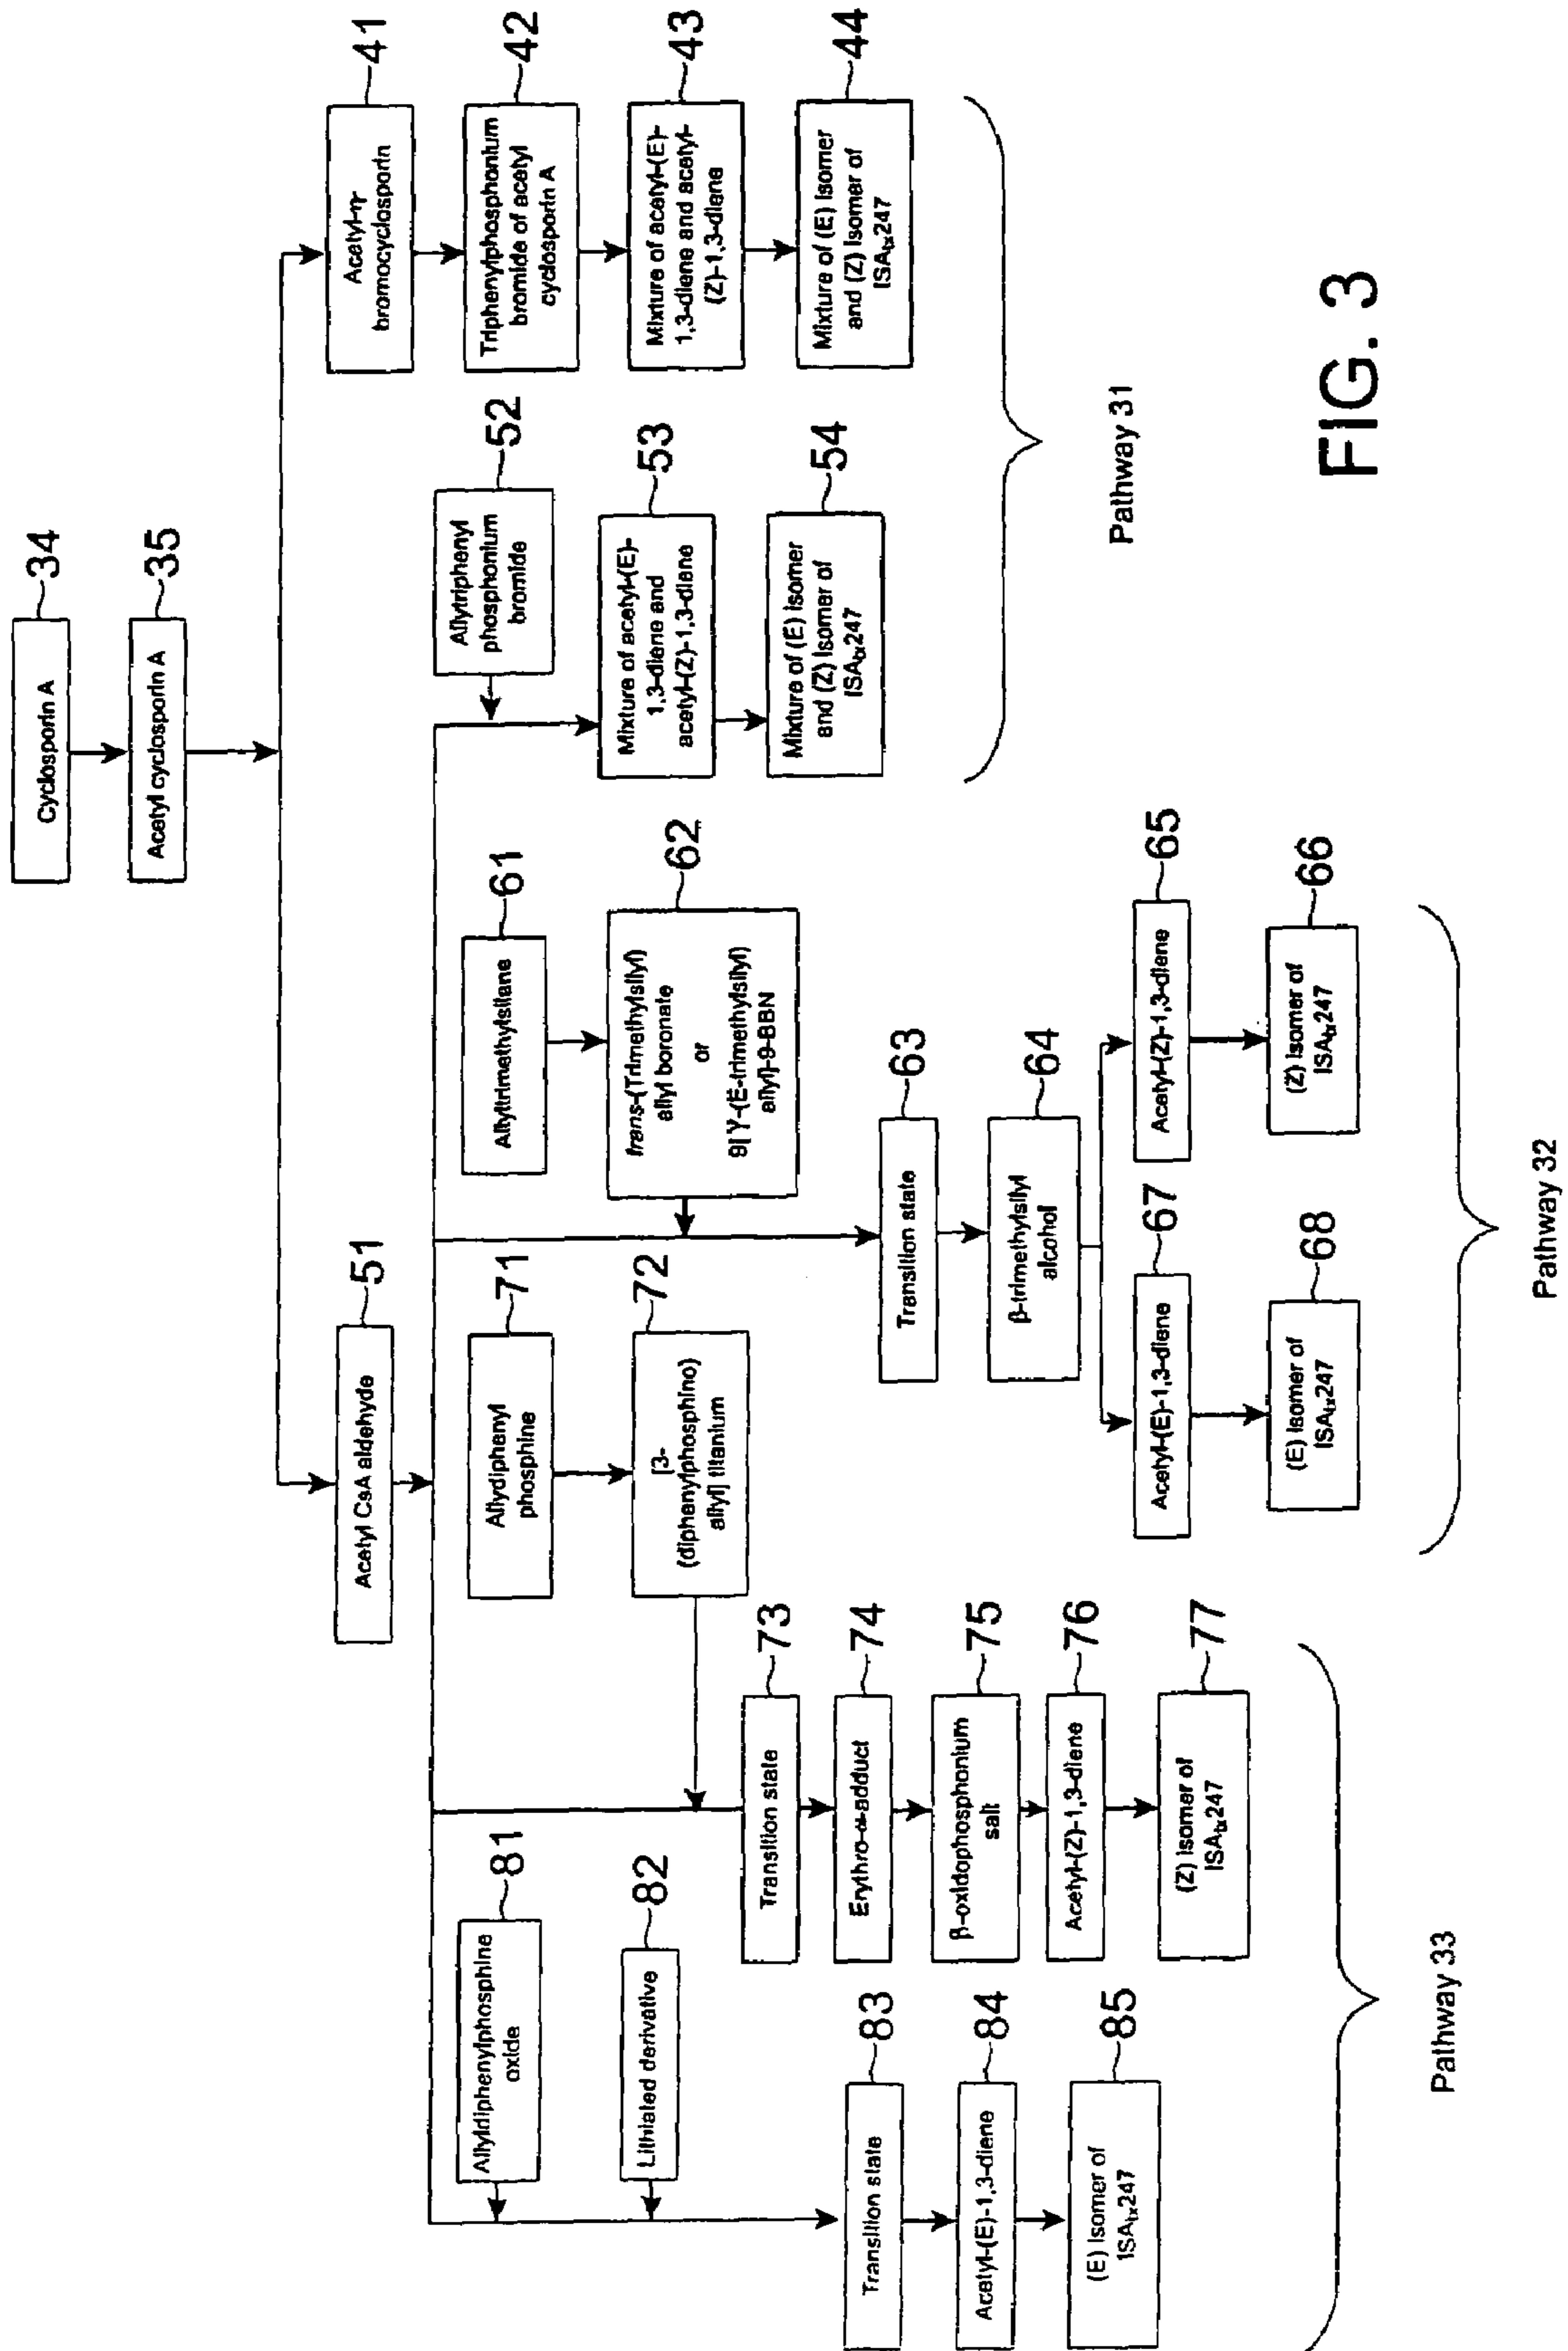 Cyclosporin A
34
Acetyl cyclosporin A
35
Acetyl CsA aldehyde
51
Acetyl-η-
bromocyclosporin
41
Triphenylphosphonium
bromide of acetyl
cyclosporin A
42
Mixture of acetyl-(E)-
1,3-diene and acetyl-
(Z)-1,3-diene
43
Mixture of (E) Isomer
and (Z) Isomer of
ISAtx247
44
Allyltriphenyl
phosphonium
bromide
52
Mixture of acetyl-(E)-
1,3-diene and
acetyl-(Z)-1,3-diene
53
Mixture of (E) Isomer
and (Z) Isomer of
ISAtx247
54
Pathway 31
Allyltrimethylsilane
61
trans-(Trimethylsilyl)
allyl boronate
or
9[Y-(E-trimethylsilyl)
allyl]-9-BBN
62
Transition state
63
β-trimethylsilyl
alcohol
64
Acetyl-(Z)-1,3-diene
65
(Z) Isomer of
ISAtx247
66
Acetyl-(E)-1,3-diene
67
(E) Isomer of
ISAtx247
68
Pathway 32
Allydiphenyl
phosphine
71
[3-
(diphenylphosphino)
allyl] titanium
72
Transition state
73
Erythro-α-adduct
74
β-oxidophosphonium
salt
75
Acetyl-(Z)-1,3-diene
76
(Z) Isomer of
ISAtx247
77
Allyldiphenylphosphine
oxide
81
Lithiated derivative
82
Transition state
83
Acetyl-(E)-1,3-diene
84
(E) Isomer of
ISAtx247
85
Pathway 33
FIG. 3